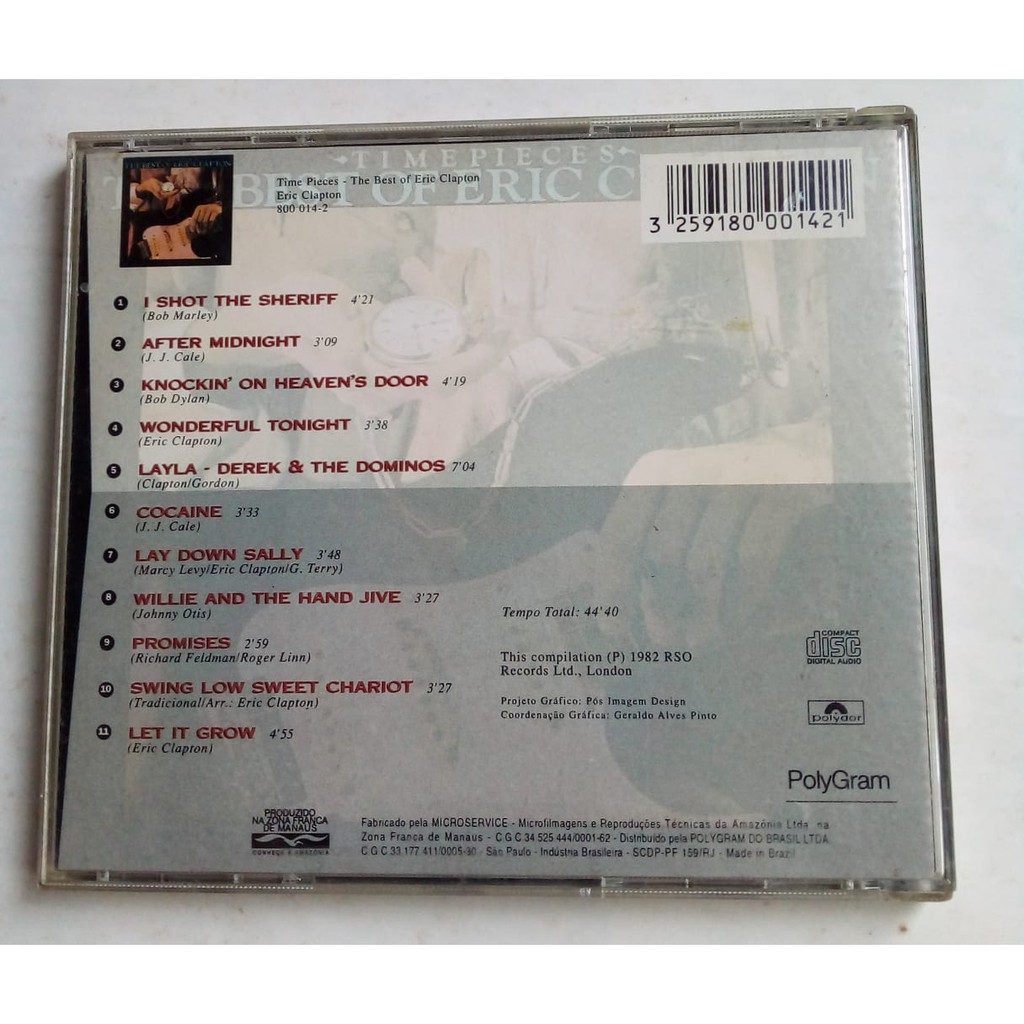 TIMEPIECES
BEST OF ERIC C
THE BEST OF ERIC CLAPTON
Time Pieces - The Best of Eric Clapton
Eric Clapton
800 014-2
3 259180 001421
1 I SHOT THE SHERIFF 4'21
(Bob Marley)
2 AFTER MIDNIGHT 3'09
(J. J. Cale)
3 KNOCKIN' ON HEAVEN'S DOOR 4'19
(Bob Dylan)
4 WONDERFUL TONIGHT 3'38
(Eric Clapton)
5 LAYLA - DEREK & THE DOMINOS 7'04
(Clapton/Gordon)
6 COCAINE 3'33
(J. J. Cale)
7 LAY DOWN SALLY 3'48
(Marcy Levy/Eric Clapton/G. Terry)
8 WILLIE AND THE HAND JIVE 3'27
(Johnny Otis)
9 PROMISES 2'59
(Richard Feldman/Roger Linn)
10 SWING LOW SWEET CHARIOT 3'27
(Tradicional/Arr.: Eric Clapton)
11 LET IT GROW 4'55
(Eric Clapton)
Tempo Total: 44'40
This compilation (P) 1982 RSO
Records Ltd., London
Projeto Gráfico: Pós Imagem Design
Coordenação Gráfica: Geraldo Alves Pinto
COMPACT
disc
DIGITAL AUDIO
polydor
PolyGram
PRODUZIDO
NA ZONA FRANCA
DE MANAUS
CONHEÇA A AMAZÔNIA
Fabricado pela MICROSERVICE - Microfilmagens e Reproduções Técnicas da Amazônia Ltda. na
Zona Franca de Manaus - C G C 34 525 444/0001-62 - Distribuído pela POLYGRAM DO BRASIL LTDA
C G C 33 177 411/0005-30 - São Paulo - Indústria Brasileira - SCDP-PF 159/RJ - Made in Brazil